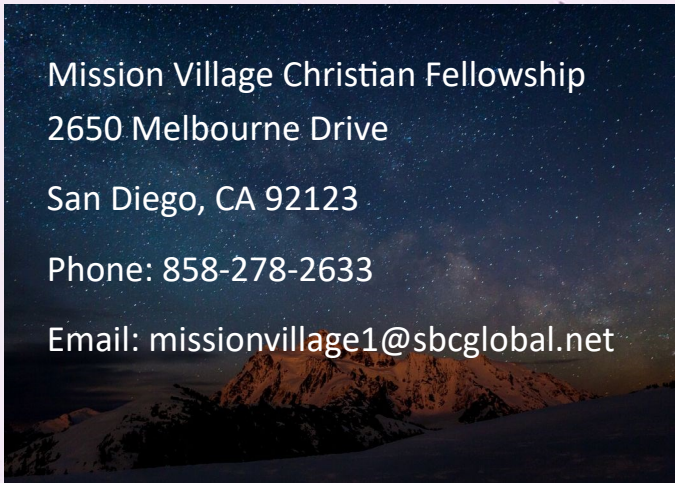 Mission Village Christian Fellowship
2650 Melbourne Drive
San Diego, CA 92123
Phone: 858-278-2633
Email: missionvillage1@sbcglobal.net